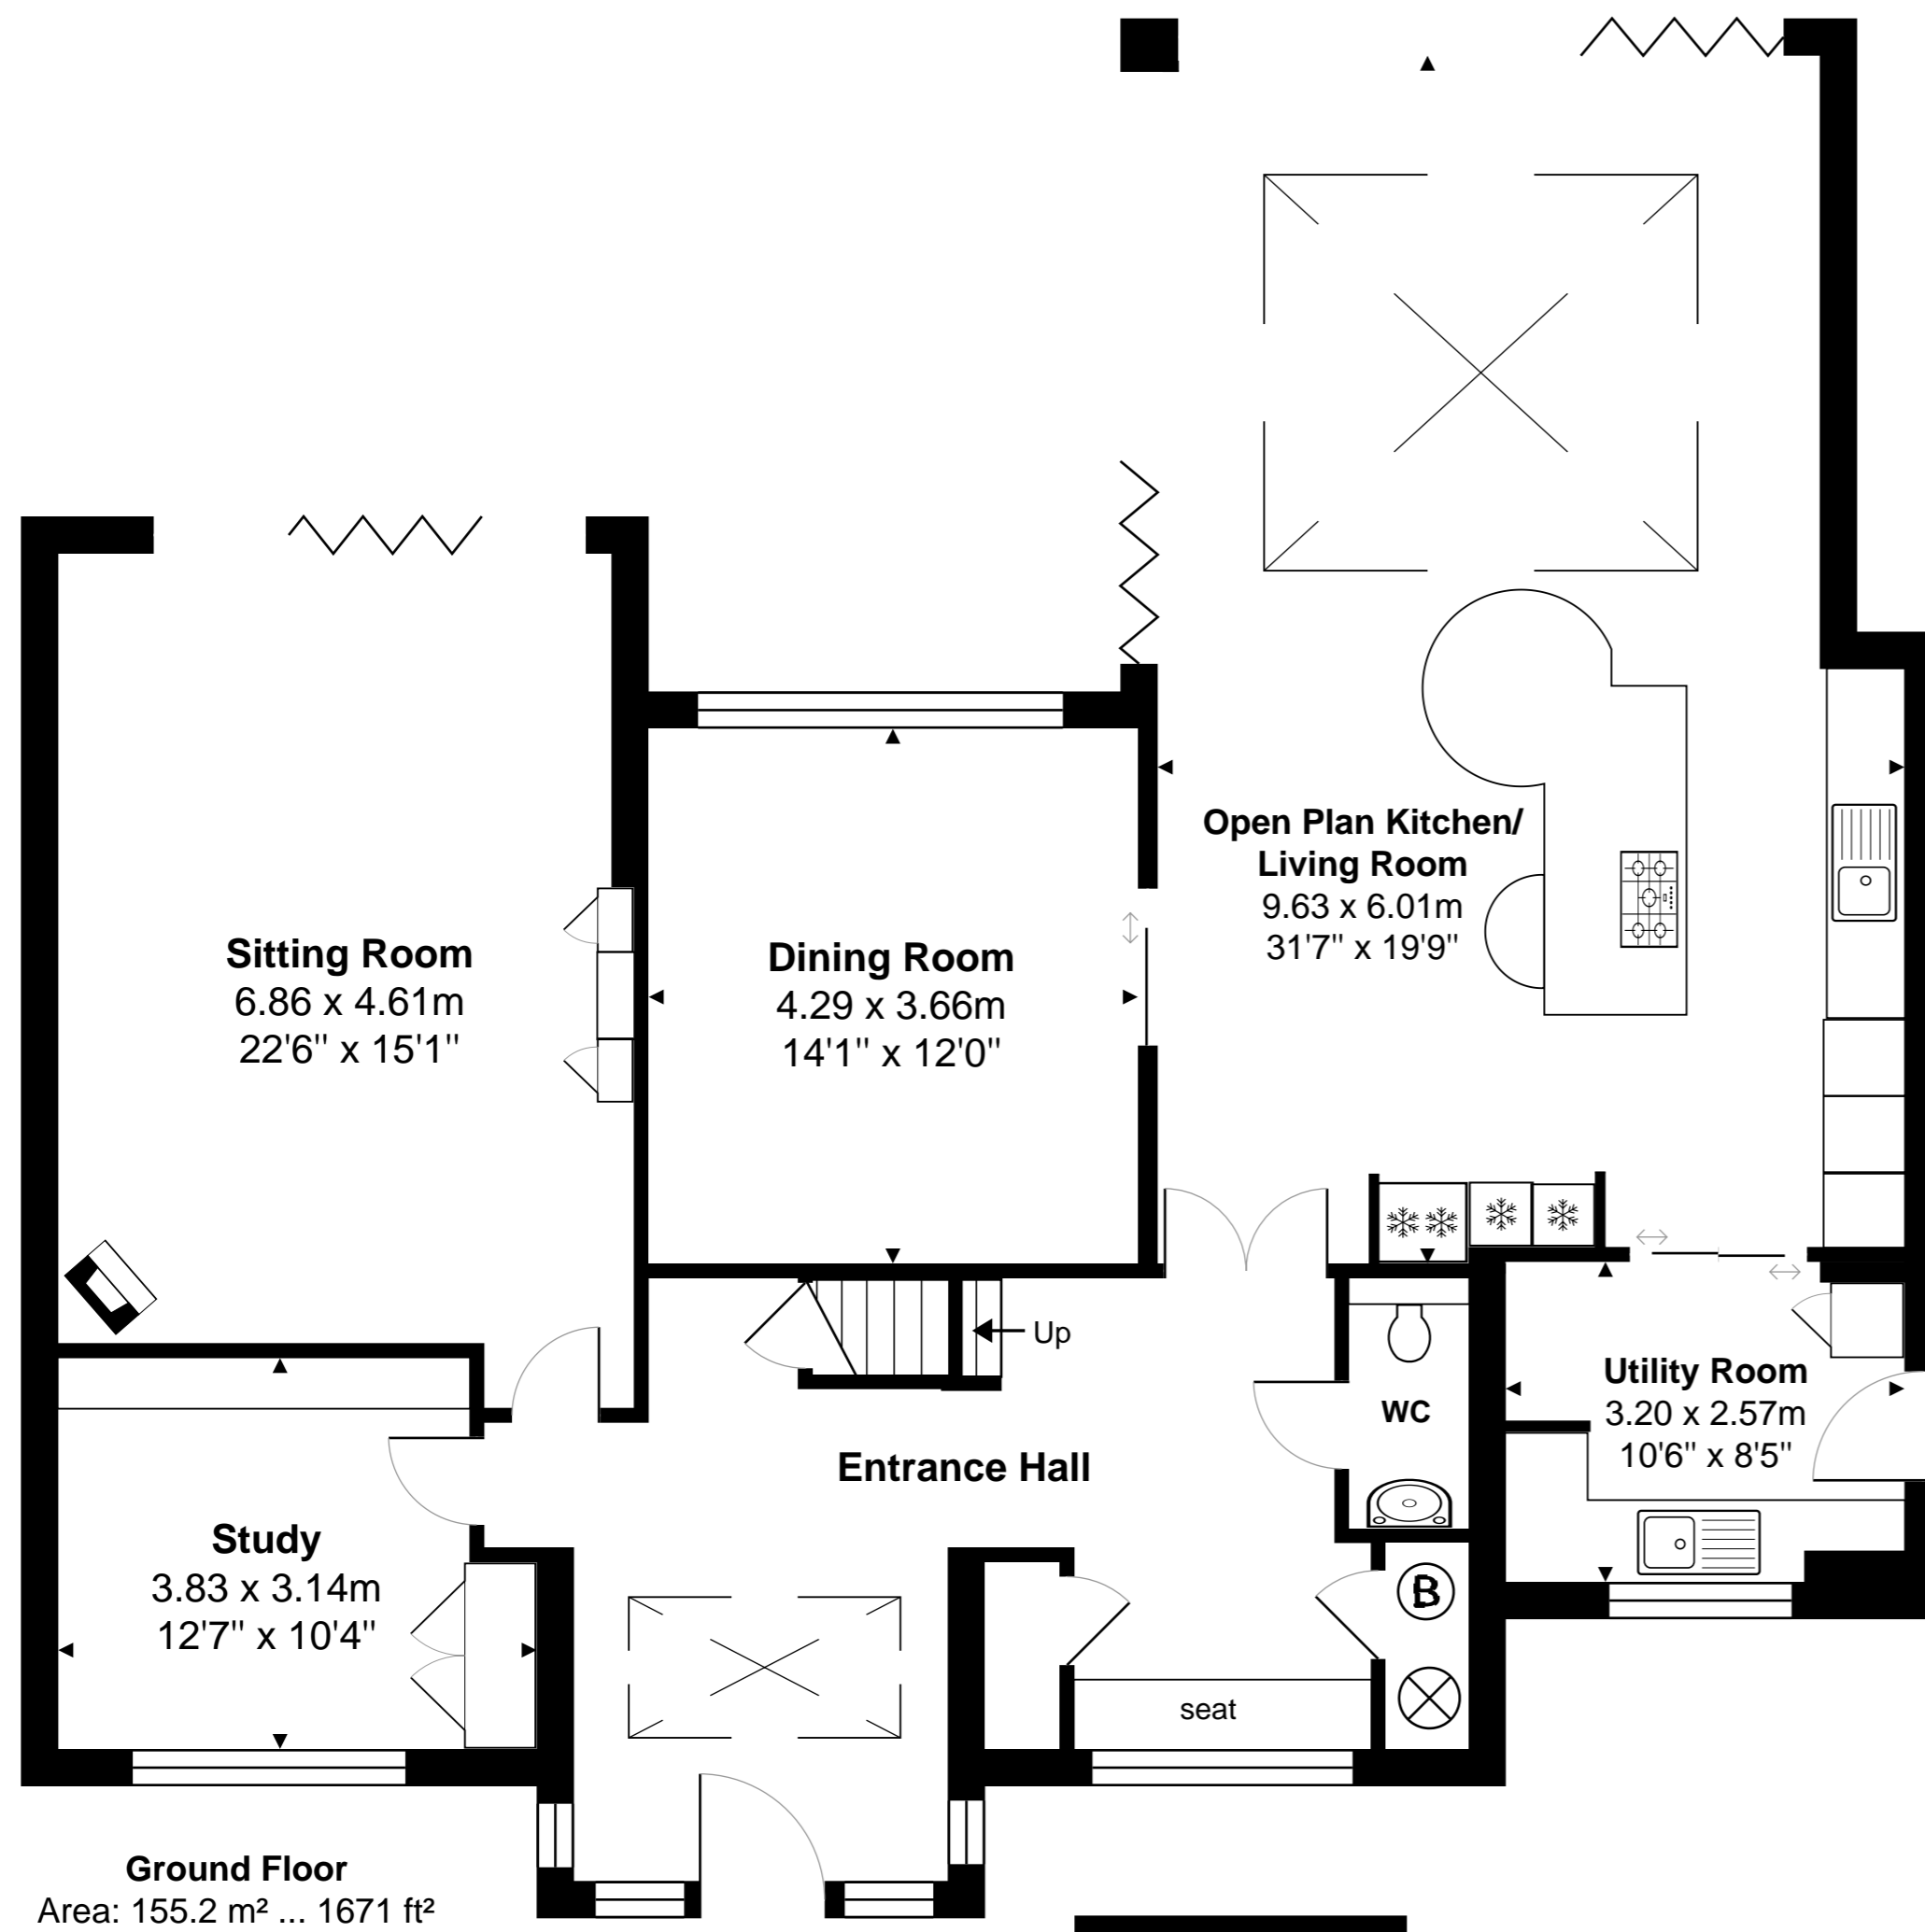 Open Plan Kitchen/
Living Room
9.63 x 6.01m
31'7" x 19'9"
Sitting Room
6.86 x 4.61m
22'6" x 15'1"
Dining Room
4.29 x 3.66m
14'1" x 12'0"
Up
Utility Room
3.20 x 2.57m
10'6" x 8'5"
WC
Entrance Hall
Study
3.83 x 3.14m
12'7" x 10'4"
B
seat
Ground Floor
Area: 155.2 m² ... 1671 ft²